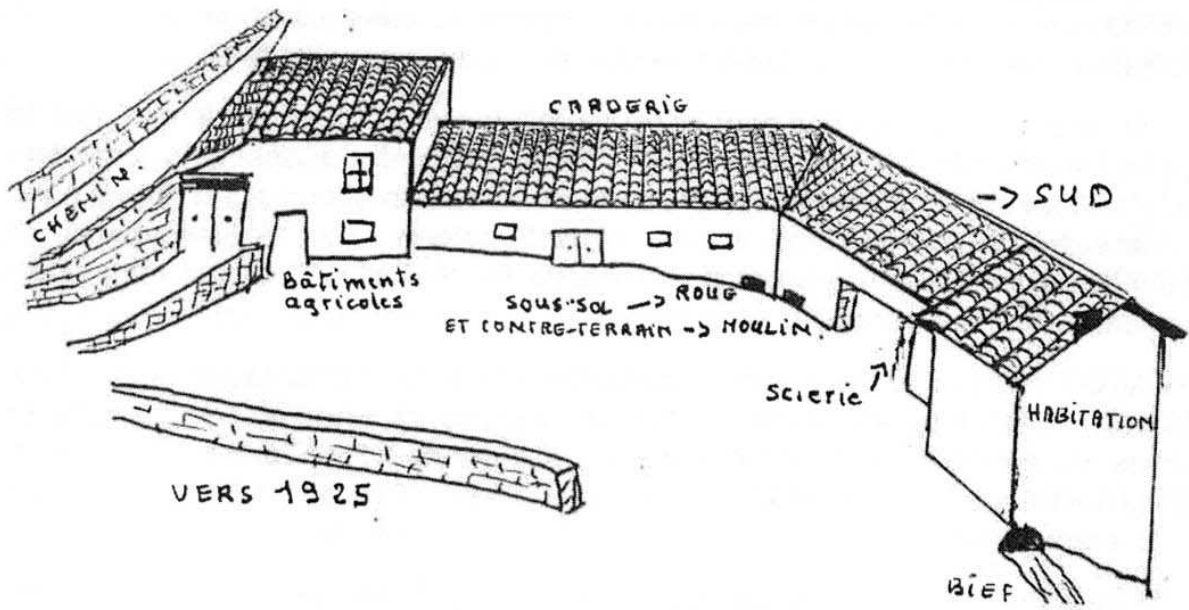 CARDERIE
-> SUD
CHEMIN.
Bâtiments
agricoles
SOUS-SOL -> ROUE
ET CONTRE-TERRAIN -> MOULIN.
Scierie
HABITATION
VERS 1925
BIEF